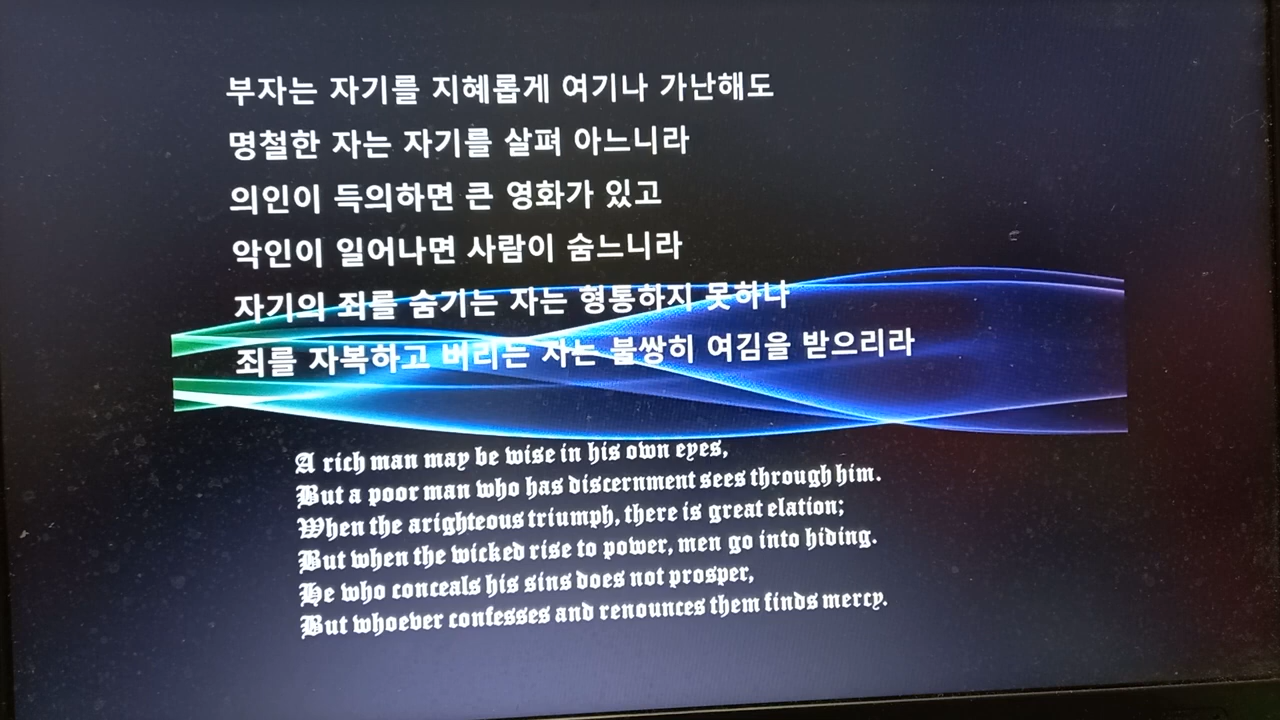 부자는 자기를 지혜롭게 여기나 가난해도
명철한 자는 자기를 살펴 아느니라
의인이 득의하면 큰 영화가 있고
악인이 일어나면 사람이 숨느니라
자기의 죄를 숨기는 자는 형통하지 못하나
죄를 자복하고 버리는 자는 불쌍히 여김을 받으리라
A rich man may be wise in his own eyes,
But a poor man who has discernment sees through him.
When the arighteous triumph, there is great elation;
But when the wicked rise to power, men go into hiding.
He who conceals his sins does not prosper,
But whoever confesses and renounces them finds mercy.